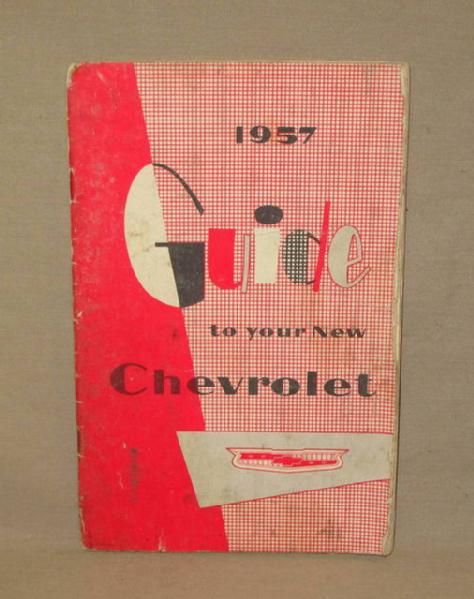 1957
Guide
to your New
Chevrolet